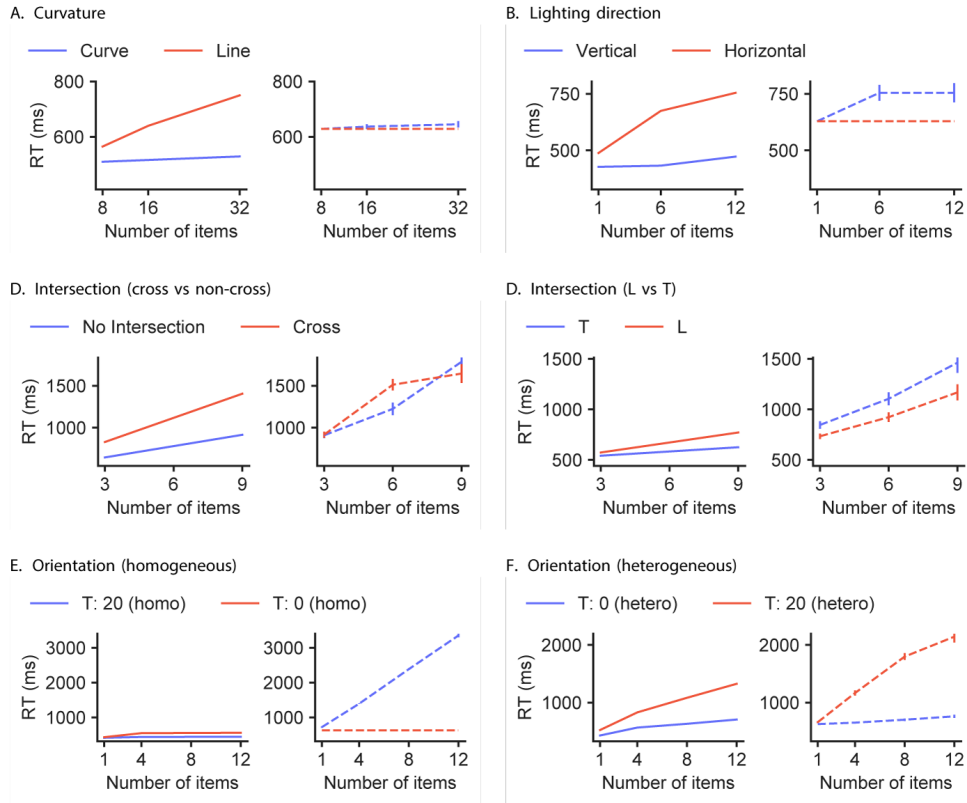 A. Curvature
Curve Line
800 800
600 600
RT (ms)
8 16 32 8 16 32
Number of items Number of items
B. Lighting direction
Vertical Horizontal
750 750
500 500
RT (ms)
1 6 12 1 6 12
Number of items Number of items
D. Intersection (cross vs non-cross)
No Intersection Cross
1500 1500
1000 1000
RT (ms)
3 6 9 3 6 9
Number of items Number of items
D. Intersection (L vs T)
T L
1500 1500
1000 1000
500 500
RT (ms)
3 6 9 3 6 9
Number of items Number of items
E. Orientation (homogeneous)
T: 20 (homo) T: 0 (homo)
3000 3000
2000 2000
1000 1000
RT (ms)
1 4 8 12 1 4 8 12
Number of items Number of items
F. Orientation (heterogeneous)
T: 0 (hetero) T: 20 (hetero)
2000 2000
1000 1000
RT (ms)
1 4 8 12 1 4 8 12
Number of items Number of items